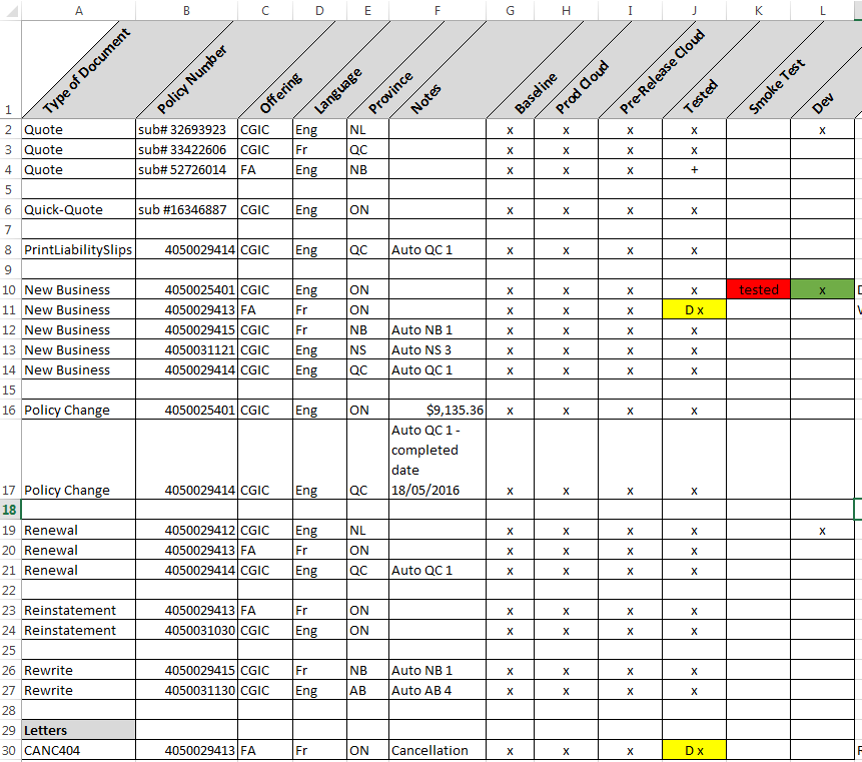 A B C D E F G H I J K L
1 Type of Document Policy Number Offering Language Province Notes Baseline Prod Cloud Pre-Release Cloud Tested Smoke Test Dev
2 Quote sub# 32693923 CGIC Eng NL x x x x x
3 Quote sub# 33422606 CGIC Fr QC x x x x
4 Quote sub# 52726014 FA Eng NB x x x +
5
6 Quick-Quote sub #16346887 CGIC Eng ON x x x x
7
8 PrintLiabilitySlips 4050029414 CGIC Eng QC Auto QC 1 x x x x
9
10 New Business 4050025401 CGIC Eng ON x x x x tested x
11 New Business 4050029413 FA Fr ON x x x D x
12 New Business 4050029415 CGIC Fr NB Auto NB 1 x x x x
13 New Business 4050031121 CGIC Eng NS Auto NS 3 x x x x
14 New Business 4050029414 CGIC Eng QC Auto QC 1 x x x x
15
16 Policy Change 4050025401 CGIC Eng ON $9,135.36 x x x x
Auto QC 1 -
completed
date
17 Policy Change 4050029414 CGIC Eng QC 18/05/2016 x x x x
18
19 Renewal 4050029412 CGIC Eng NL x x x x x
20 Renewal 4050029413 FA Fr ON x x x x
21 Renewal 4050029414 CGIC Eng QC Auto QC 1 x x x x
22
23 Reinstatement 4050029413 FA Fr ON x x x x
24 Reinstatement 4050031030 CGIC Eng ON x x x x
25
26 Rewrite 4050029415 CGIC Fr NB Auto NB 1 x x x x
27 Rewrite 4050031130 CGIC Eng AB Auto AB 4 x x x x
28
29 Letters
30 CANC404 4050029413 FA Fr ON Cancellation x x x D x